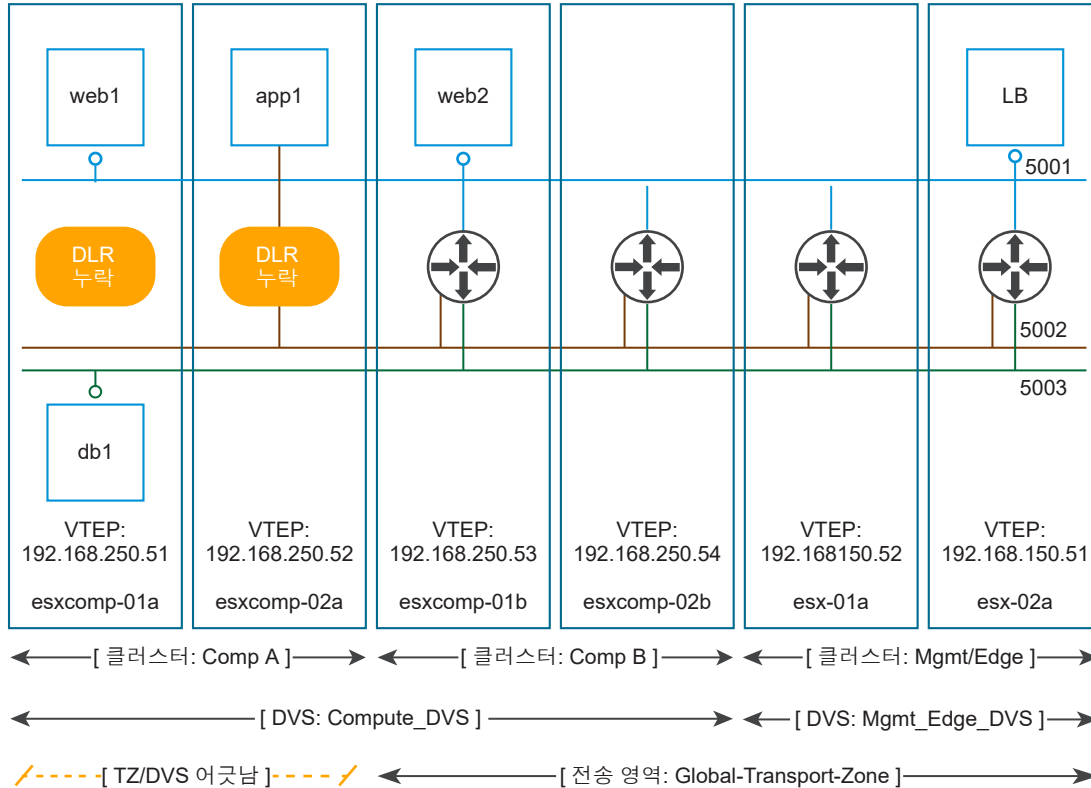 web1
app1
web2
LB
5001
DLR
누락
DLR
누락
5002
5003
db1
VTEP:
192.168.250.51
VTEP:
192.168.250.52
VTEP:
192.168.250.53
VTEP:
192.168.250.54
VTEP:
192.168150.52
VTEP:
192.168.150.51
esxcomp-01a
esxcomp-02a
esxcomp-01b
esxcomp-02b
esx-01a
esx-02a
[ 클러스터: Comp A ]
[ 클러스터: Comp B ]
[ 클러스터: Mgmt/Edge ]
[ DVS: Compute_DVS ]
[ DVS: Mgmt_Edge_DVS ]
[ TZ/DVS 어긋남 ]
[ 전송 영역: Global-Transport-Zone ]